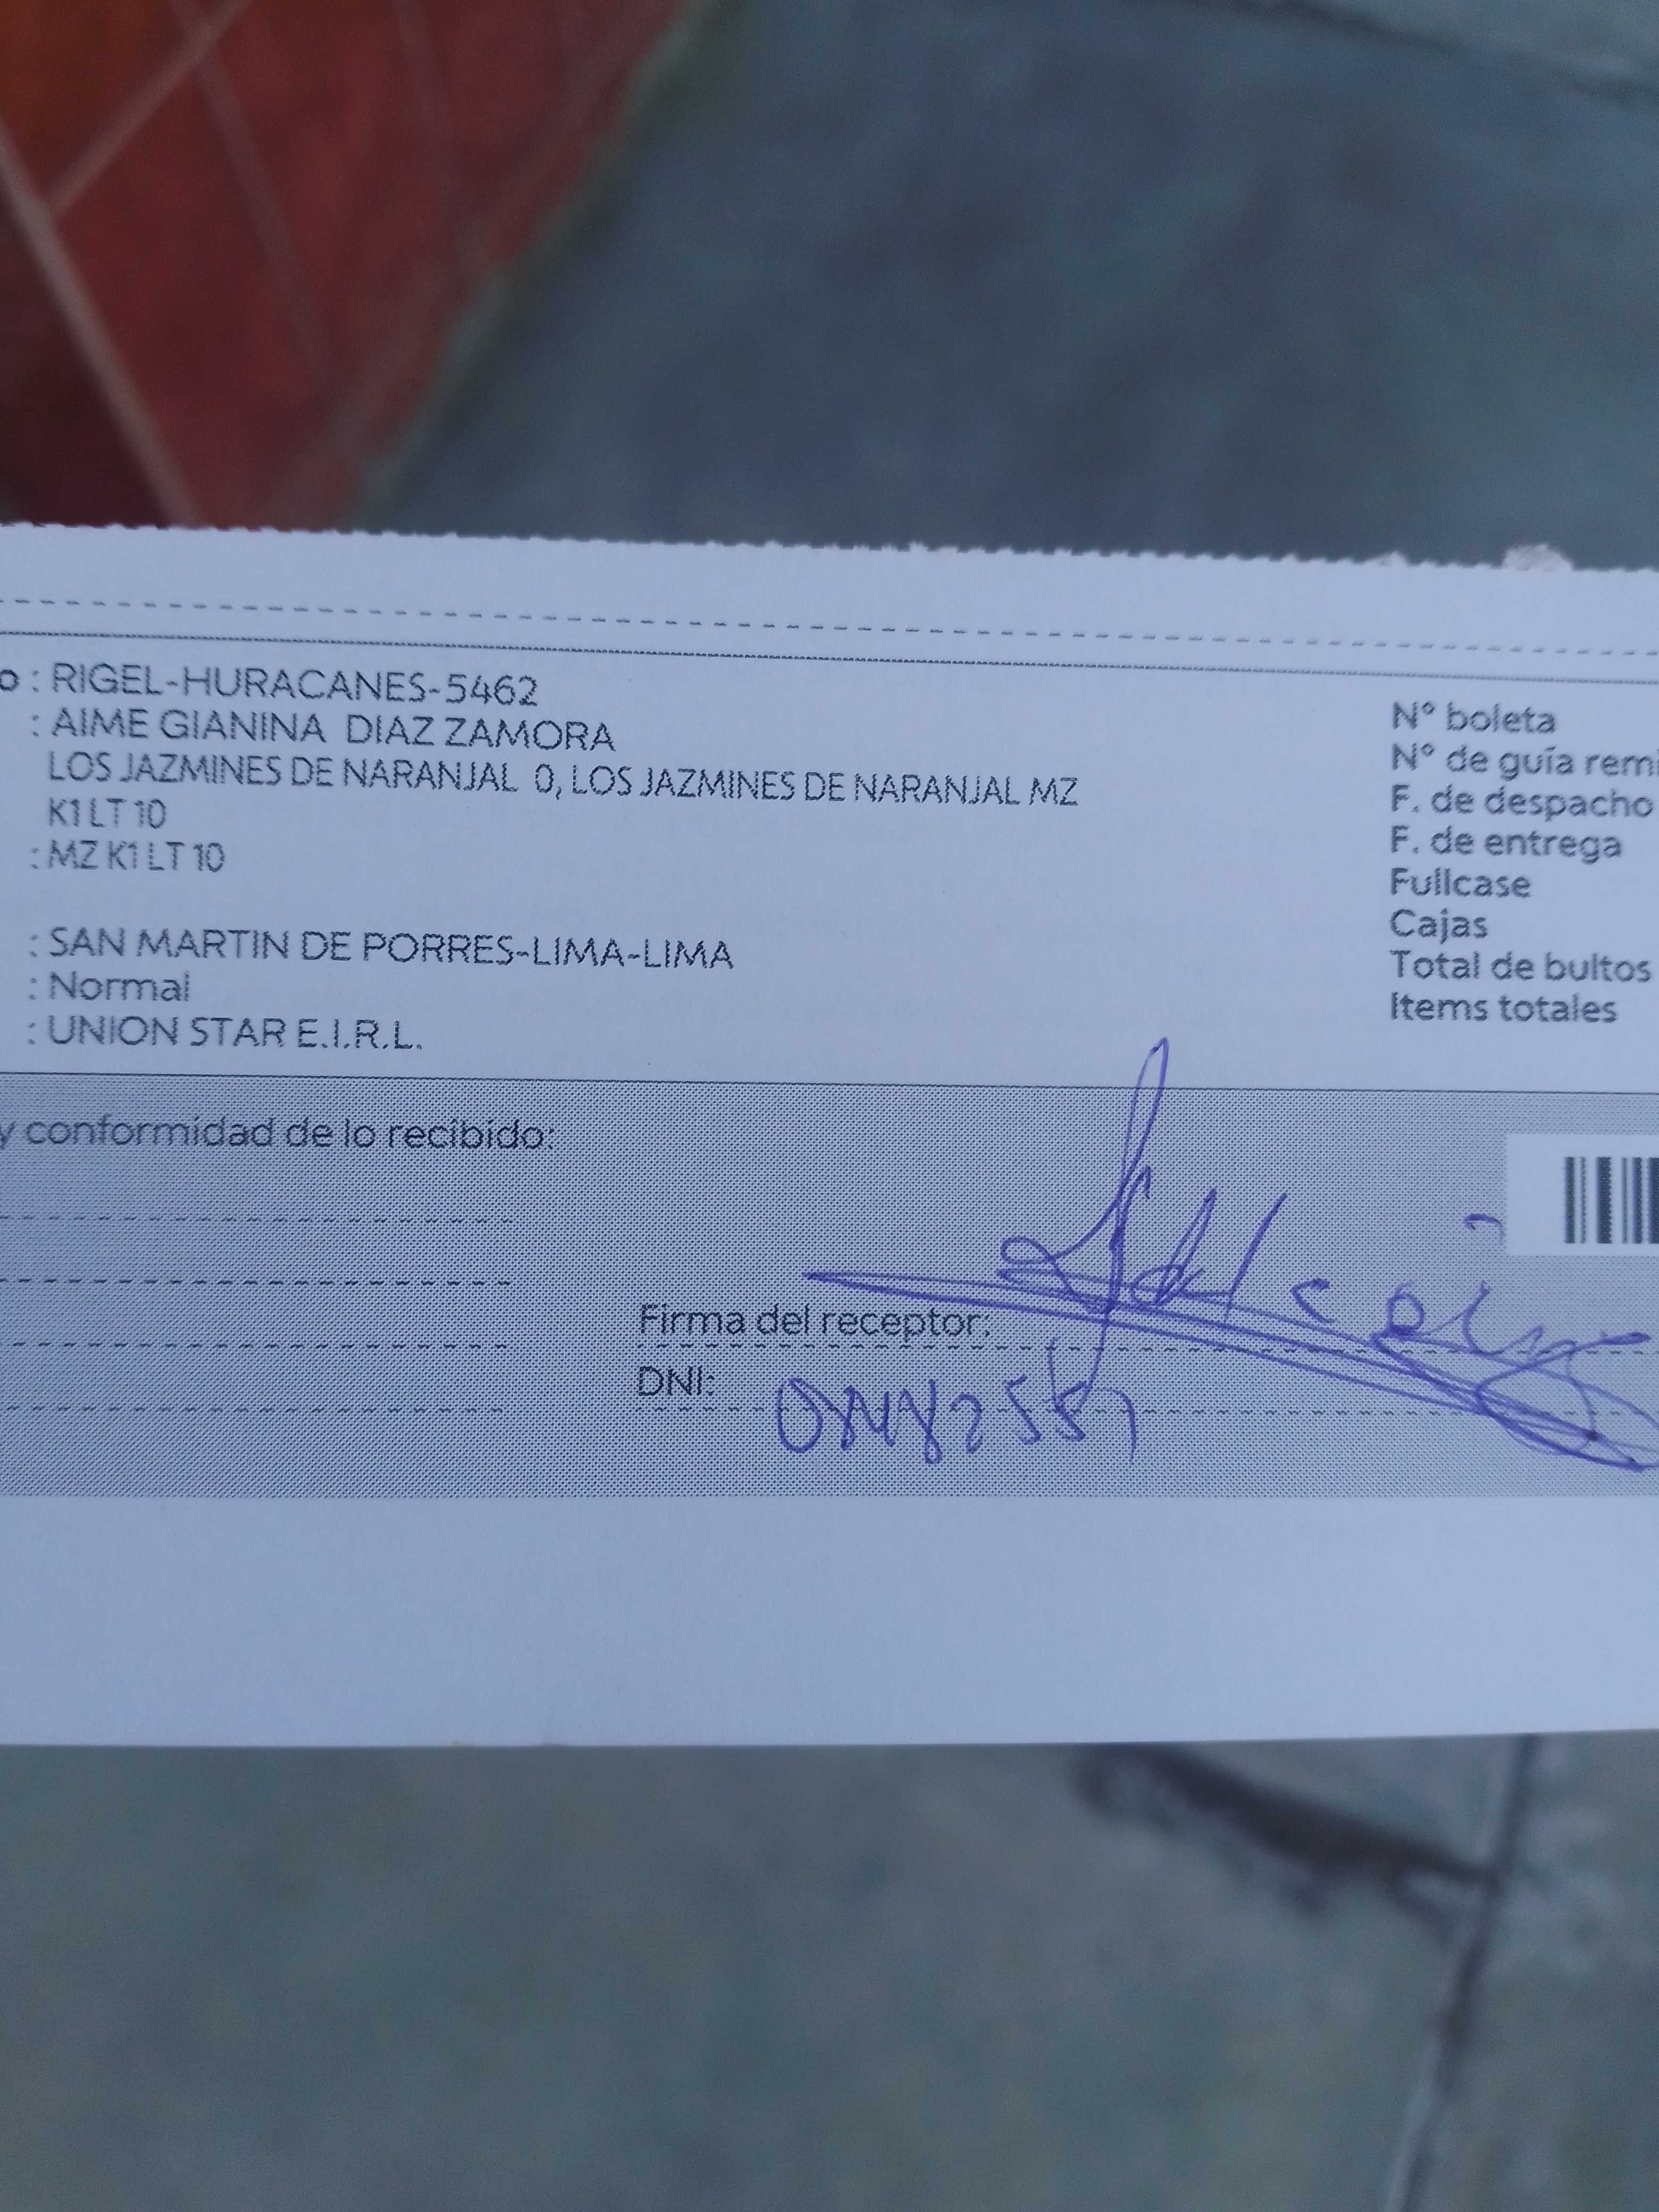 o : RIGEL-HURACANES-5462
: AIME GIANINA DIAZ ZAMORA
LOS JAZMINES DE NARANJAL 0, LOS JAZMINES DE NARANJAL MZ
K1 LT 10
: MZ K1 LT 10
: SAN MARTIN DE PORRES-LIMA-LIMA
: Normal
: UNION STAR E.I.R.L.
N° boleta
N° de guía remi
F. de despacho
F. de entrega
Fullcase
Cajas
Total de bultos
Items totales
y conformidad de lo recibido:
Firma del receptor:
DNI: